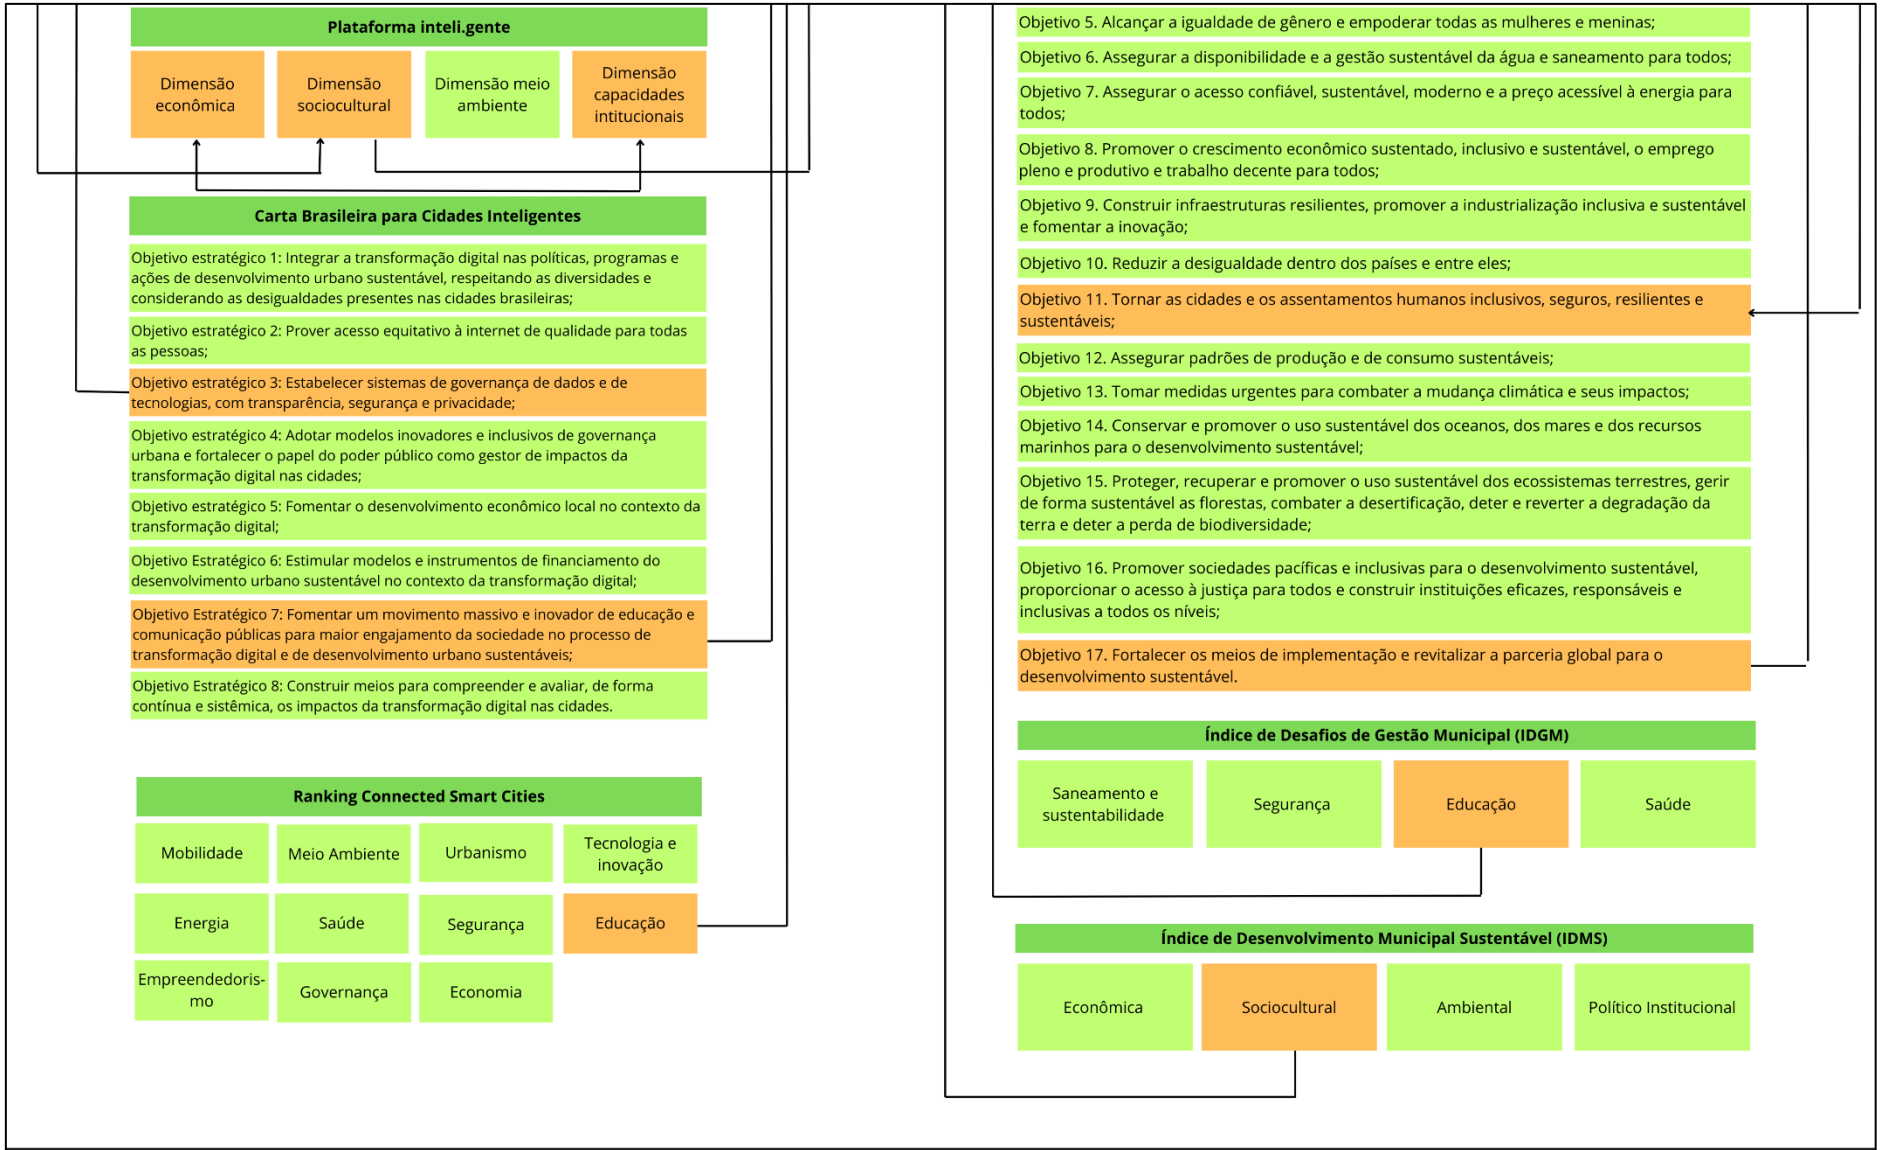 Plataforma inteli.gente
Dimensão
econômica
Dimensão
sociocultural
Dimensão meio
ambiente
Dimensão
capacidades
intitucionais
Carta Brasileira para Cidades Inteligentes
Objetivo estratégico 1: Integrar a transformação digital nas políticas, programas e
ações de desenvolvimento urbano sustentável, respeitando as diversidades e
considerando as desigualdades presentes nas cidades brasileiras;
Objetivo estratégico 2: Prover acesso equitativo à internet de qualidade para todas
as pessoas;
Objetivo estratégico 3: Estabelecer sistemas de governança de dados e de
tecnologias, com transparência, segurança e privacidade;
Objetivo estratégico 4: Adotar modelos inovadores e inclusivos de governança
urbana e fortalecer o papel do poder público como gestor de impactos da
transformação digital nas cidades;
Objetivo estratégico 5: Fomentar o desenvolvimento econômico local no contexto da
transformação digital;
Objetivo Estratégico 6: Estimular modelos e instrumentos de financiamento do
desenvolvimento urbano sustentável no contexto da transformação digital;
Objetivo Estratégico 7: Fomentar um movimento massivo e inovador de educação e
comunicação públicas para maior engajamento da sociedade no processo de
transformação digital e de desenvolvimento urbano sustentáveis;
Objetivo Estratégico 8: Construir meios para compreender e avaliar, de forma
contínua e sistêmica, os impactos da transformação digital nas cidades.
Ranking Connected Smart Cities
Mobilidade
Meio Ambiente
Urbanismo
Tecnologia e
inovação
Energia
Saúde
Segurança
Educação
Empreendedoris-
mo
Governança
Economia
Objetivo 5. Alcançar a igualdade de gênero e empoderar todas as mulheres e meninas;
Objetivo 6. Assegurar a disponibilidade e a gestão sustentável da água e saneamento para todos;
Objetivo 7. Assegurar o acesso confiável, sustentável, moderno e a preço acessível à energia para
todos;
Objetivo 8. Promover o crescimento econômico sustentado, inclusivo e sustentável, o emprego
pleno e produtivo e trabalho decente para todos;
Objetivo 9. Construir infraestruturas resilientes, promover a industrialização inclusiva e sustentável
e fomentar a inovação;
Objetivo 10. Reduzir a desigualdade dentro dos países e entre eles;
Objetivo 11. Tornar as cidades e os assentamentos humanos inclusivos, seguros, resilientes e
sustentáveis;
Objetivo 12. Assegurar padrões de produção e de consumo sustentáveis;
Objetivo 13. Tomar medidas urgentes para combater a mudança climática e seus impactos;
Objetivo 14. Conservar e promover o uso sustentável dos oceanos, dos mares e dos recursos
marinhos para o desenvolvimento sustentável;
Objetivo 15. Proteger, recuperar e promover o uso sustentável dos ecossistemas terrestres, gerir
de forma sustentável as florestas, combater a desertificação, deter e reverter a degradação da
terra e deter a perda de biodiversidade;
Objetivo 16. Promover sociedades pacíficas e inclusivas para o desenvolvimento sustentável,
proporcionar o acesso à justiça para todos e construir instituições eficazes, responsáveis e
inclusivas a todos os níveis;
Objetivo 17. Fortalecer os meios de implementação e revitalizar a parceria global para o
desenvolvimento sustentável.
Índice de Desafios de Gestão Municipal (IDGM)
Saneamento e
sustentabilidade
Segurança
Educação
Saúde
Índice de Desenvolvimento Municipal Sustentável (IDMS)
Econômica
Sociocultural
Ambiental
Político Institucional